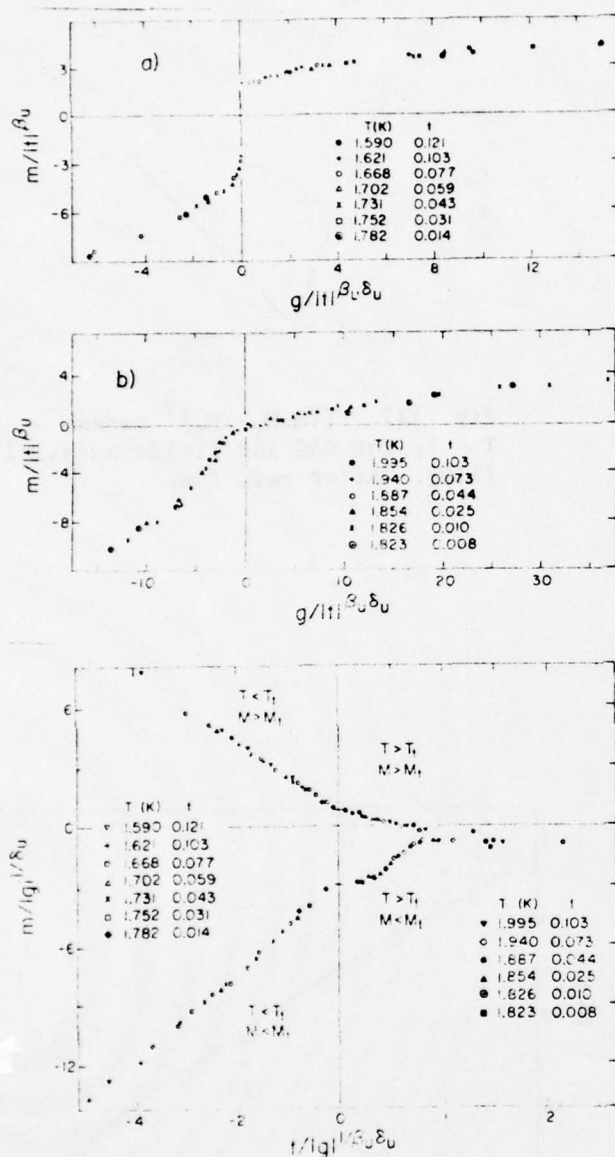 a)
m/|t|^βu
3
0
-3
-6
T(K) t
1.590 0.121
1.621 0.103
1.668 0.077
1.702 0.059
1.731 0.043
1.752 0.031
1.782 0.014
-4 0 4 8 12
g/|t|^βuδu
b)
m/|t|^βu
4
0
-4
-8
T(K) t
1.995 0.103
1.940 0.073
1.887 0.044
1.854 0.025
1.826 0.010
1.823 0.008
-10 0 10 20 30
g/|t|^βuδu
m/|g|^1/δu
6
0
-6
-12
T < Tt
M > Mt
T > Tt
M > Mt
T (K) t
1.590 0.121
1.621 0.103
1.668 0.077
1.702 0.059
1.731 0.043
1.752 0.031
1.782 0.014
T > Tt
M < Mt
T (K) t
1.995 0.103
1.940 0.073
1.887 0.044
1.854 0.025
1.826 0.010
1.823 0.008
T < Tt
M < Mt
-4 -2 0 2
t/|g|^1/βuδu